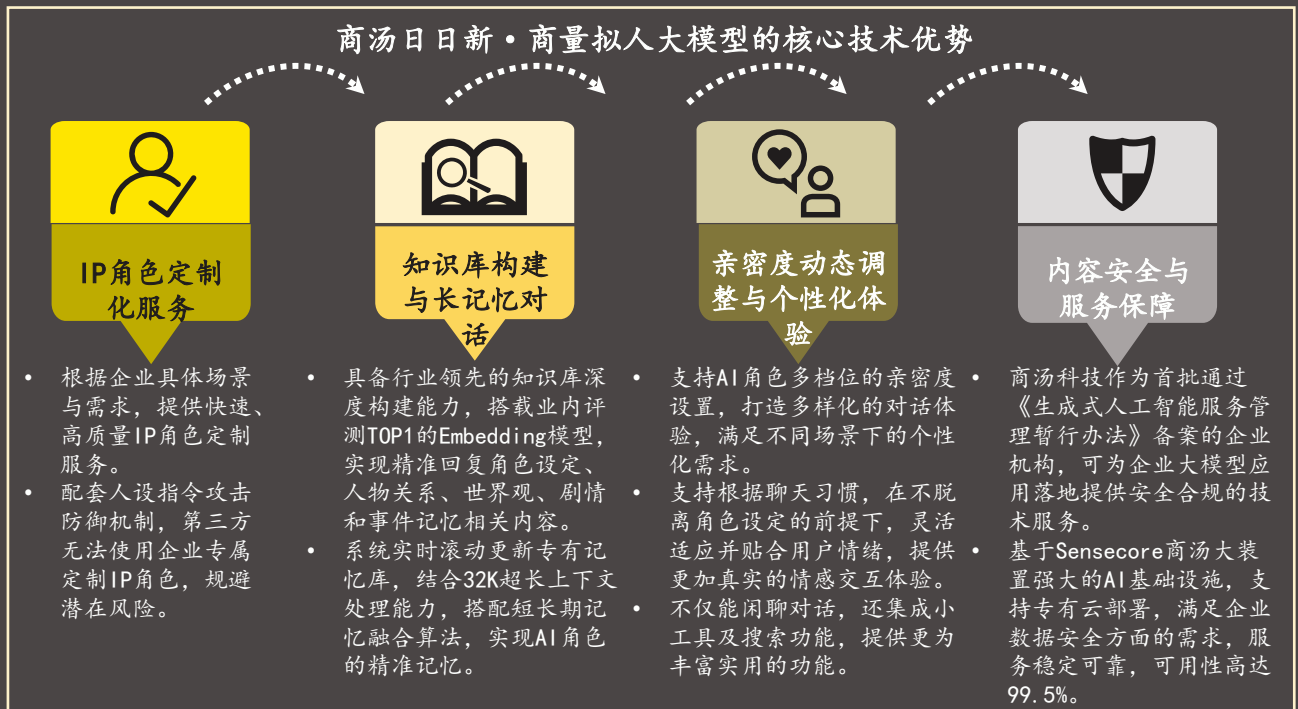 商汤日日新•商量拟人大模型的核心技术优势
IP角色定制
化服务
• 根据企业具体场景
与需求，提供快速、
高质量IP角色定制
服务。
• 配套人设指令攻击
防御机制，第三方
无法使用企业专属
定制IP角色，规避
潜在风险。
知识库构建
与长记忆对
话
• 具备行业领先的知识库深
度构建能力，搭载业内评
测TOP1的Embedding模型，
实现精准回复角色设定、
人物关系、世界观、剧情
和事件记忆相关内容。
• 系统实时滚动更新专有记
忆库，结合32K超长上下文
处理能力，搭配短长期记
忆融合算法，实现AI角色
的精准记忆。
亲密度动态调
整与个性化体
验
• 支持AI角色多档位的亲密度
设置，打造多样化的对话体
验，满足不同场景下的个性
化需求。
• 支持根据聊天习惯，在不脱
离角色设定的前提下，灵活
适应并贴合用户情绪，提供
更加真实的情感交互体验。
• 不仅能闲聊对话，还集成小
工具及搜索功能，提供更为
丰富实用的功能。
内容安全与
服务保障
• 商汤科技作为首批通过
《生成式人工智能服务管
理暂行办法》备案的企业
机构，可为企业大模型应
用落地提供安全合规的技
术服务。
• 基于Sensecore商汤大装
置强大的AI基础设施，支
持专有云部署，满足企业
数据安全方面的需求，服
务稳定可靠，可用性高达
99.5%。